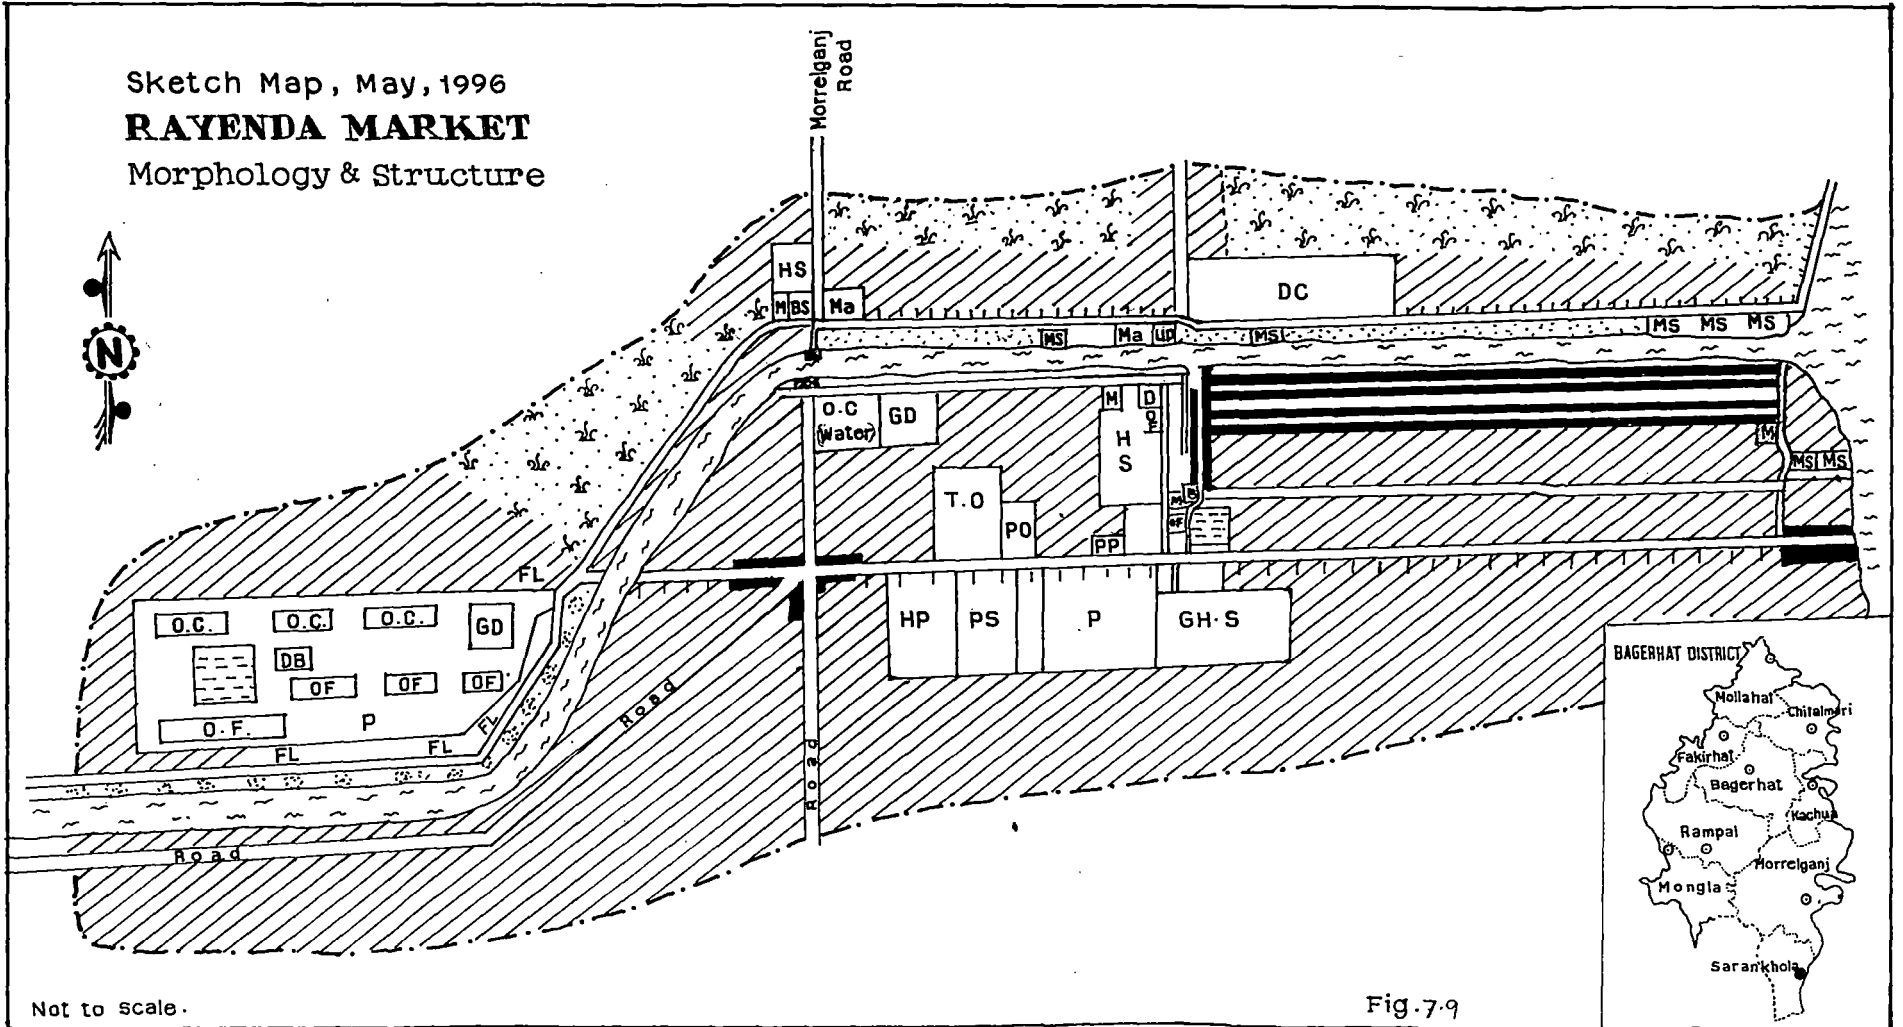 Sketch Map, May, 1996
RAYENDA MARKET
Morphology & Structure
Morrelganj
Road
N
HS
M BS Ma
DC
MS Ma UP MS
MS MS MS
O.C
(Water)
GD
M D
OF
H
S
M
MS MS
T.O
PO
PP
M
OF
FL
HP PS P GH·S
O.C. O.C. O.C. GD
DB
OF OF OF
O.F. P
FL
FL FL
Road
Road
Road
BAGERHAT DISTRICT
Mollahat
Chitalmari
Fakirhat
Bagerhat
Kachua
Rampal
Morrelganj
Mongla
Sarankhola
Not to scale.
Fig.7.9